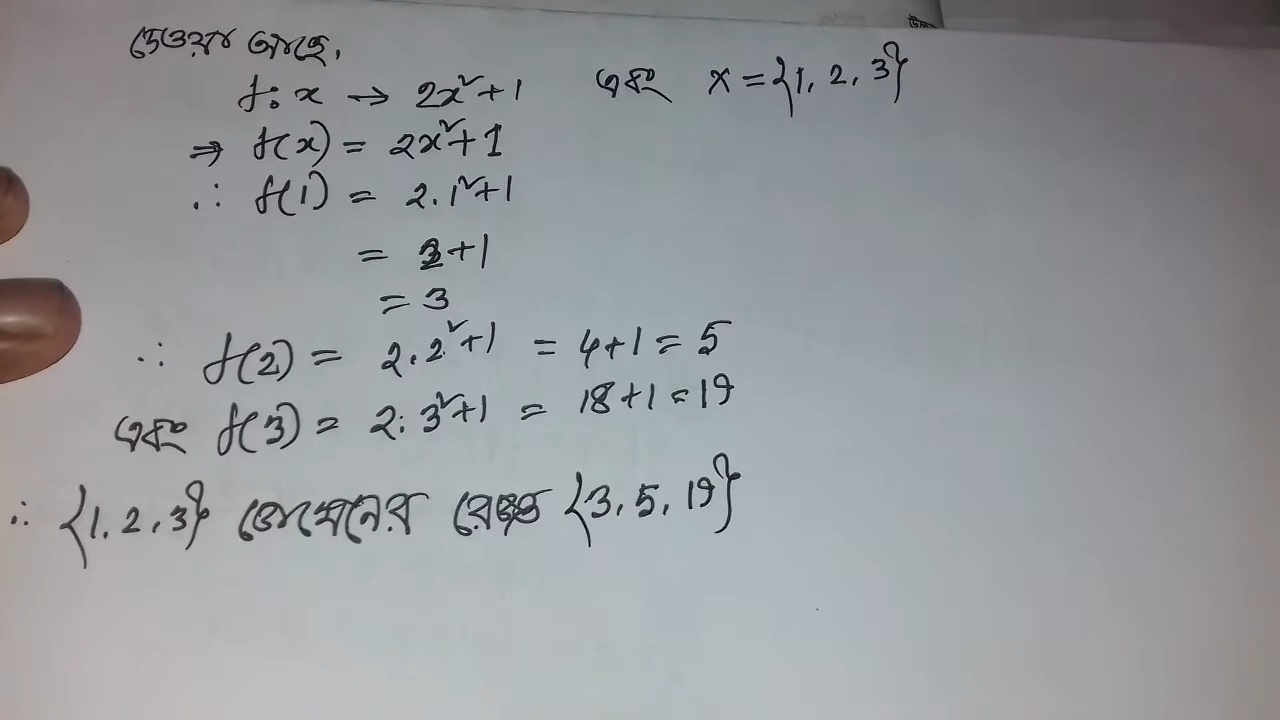 দেওয়া আছে,
f: x → 2x² + 1 এবং x = {1, 2, 3}
⇒ f(x) = 2x² + 1
∴ f(1) = 2.1² + 1
= 2 + 1
= 3
∴ f(2) = 2.2² + 1 = 4 + 1 = 5
এবং f(3) = 2.3² + 1 = 18 + 1 = 19
∴ {1, 2, 3} ডোমেনের রেঞ্জ {3, 5, 19}